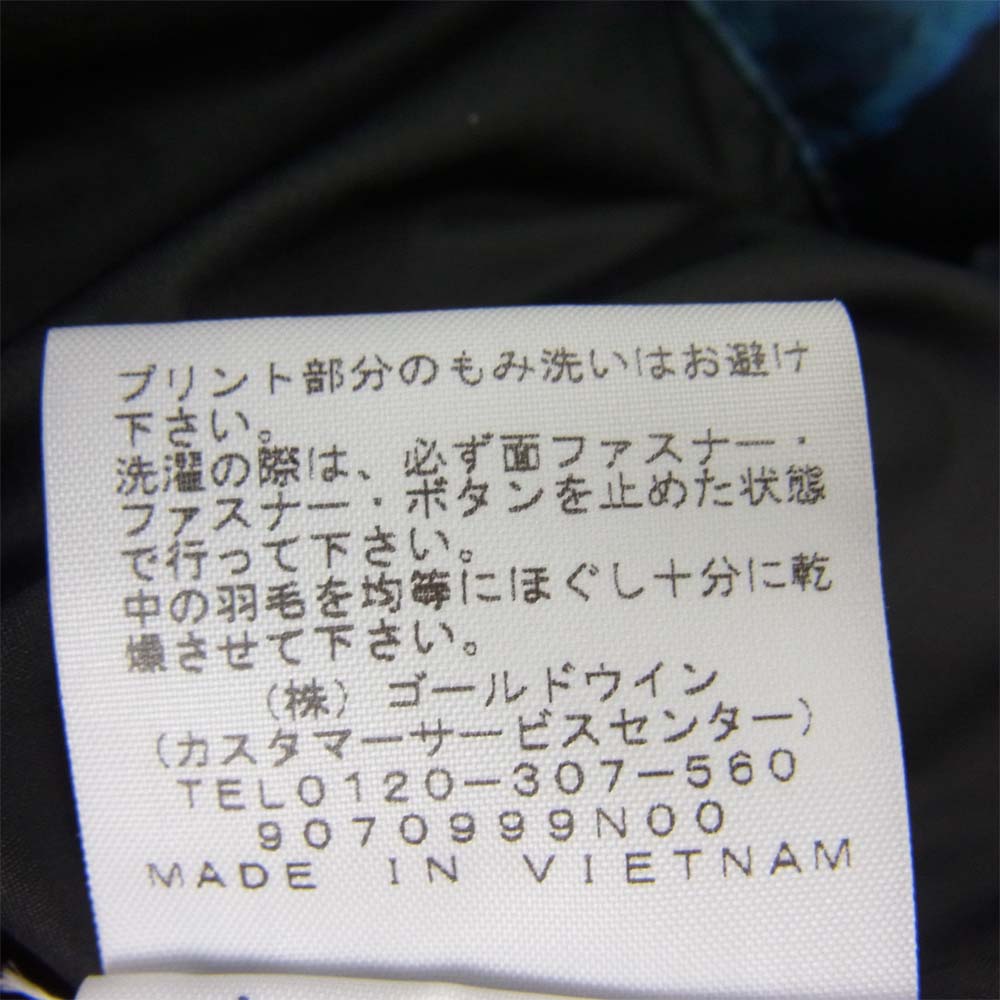 プリント部分のもみ洗いはお避け
下さい。
洗濯の際は、必ず面ファスナー・
ファスナー・ボタンを止めた状態
で行って下さい。
中の羽毛を均等にほぐし十分に乾
燥させて下さい。
(株)ゴールドウイン
(カスタマーサービスセンター)
TEL0120-307-560
9070999N00
MADE IN VIETNAM